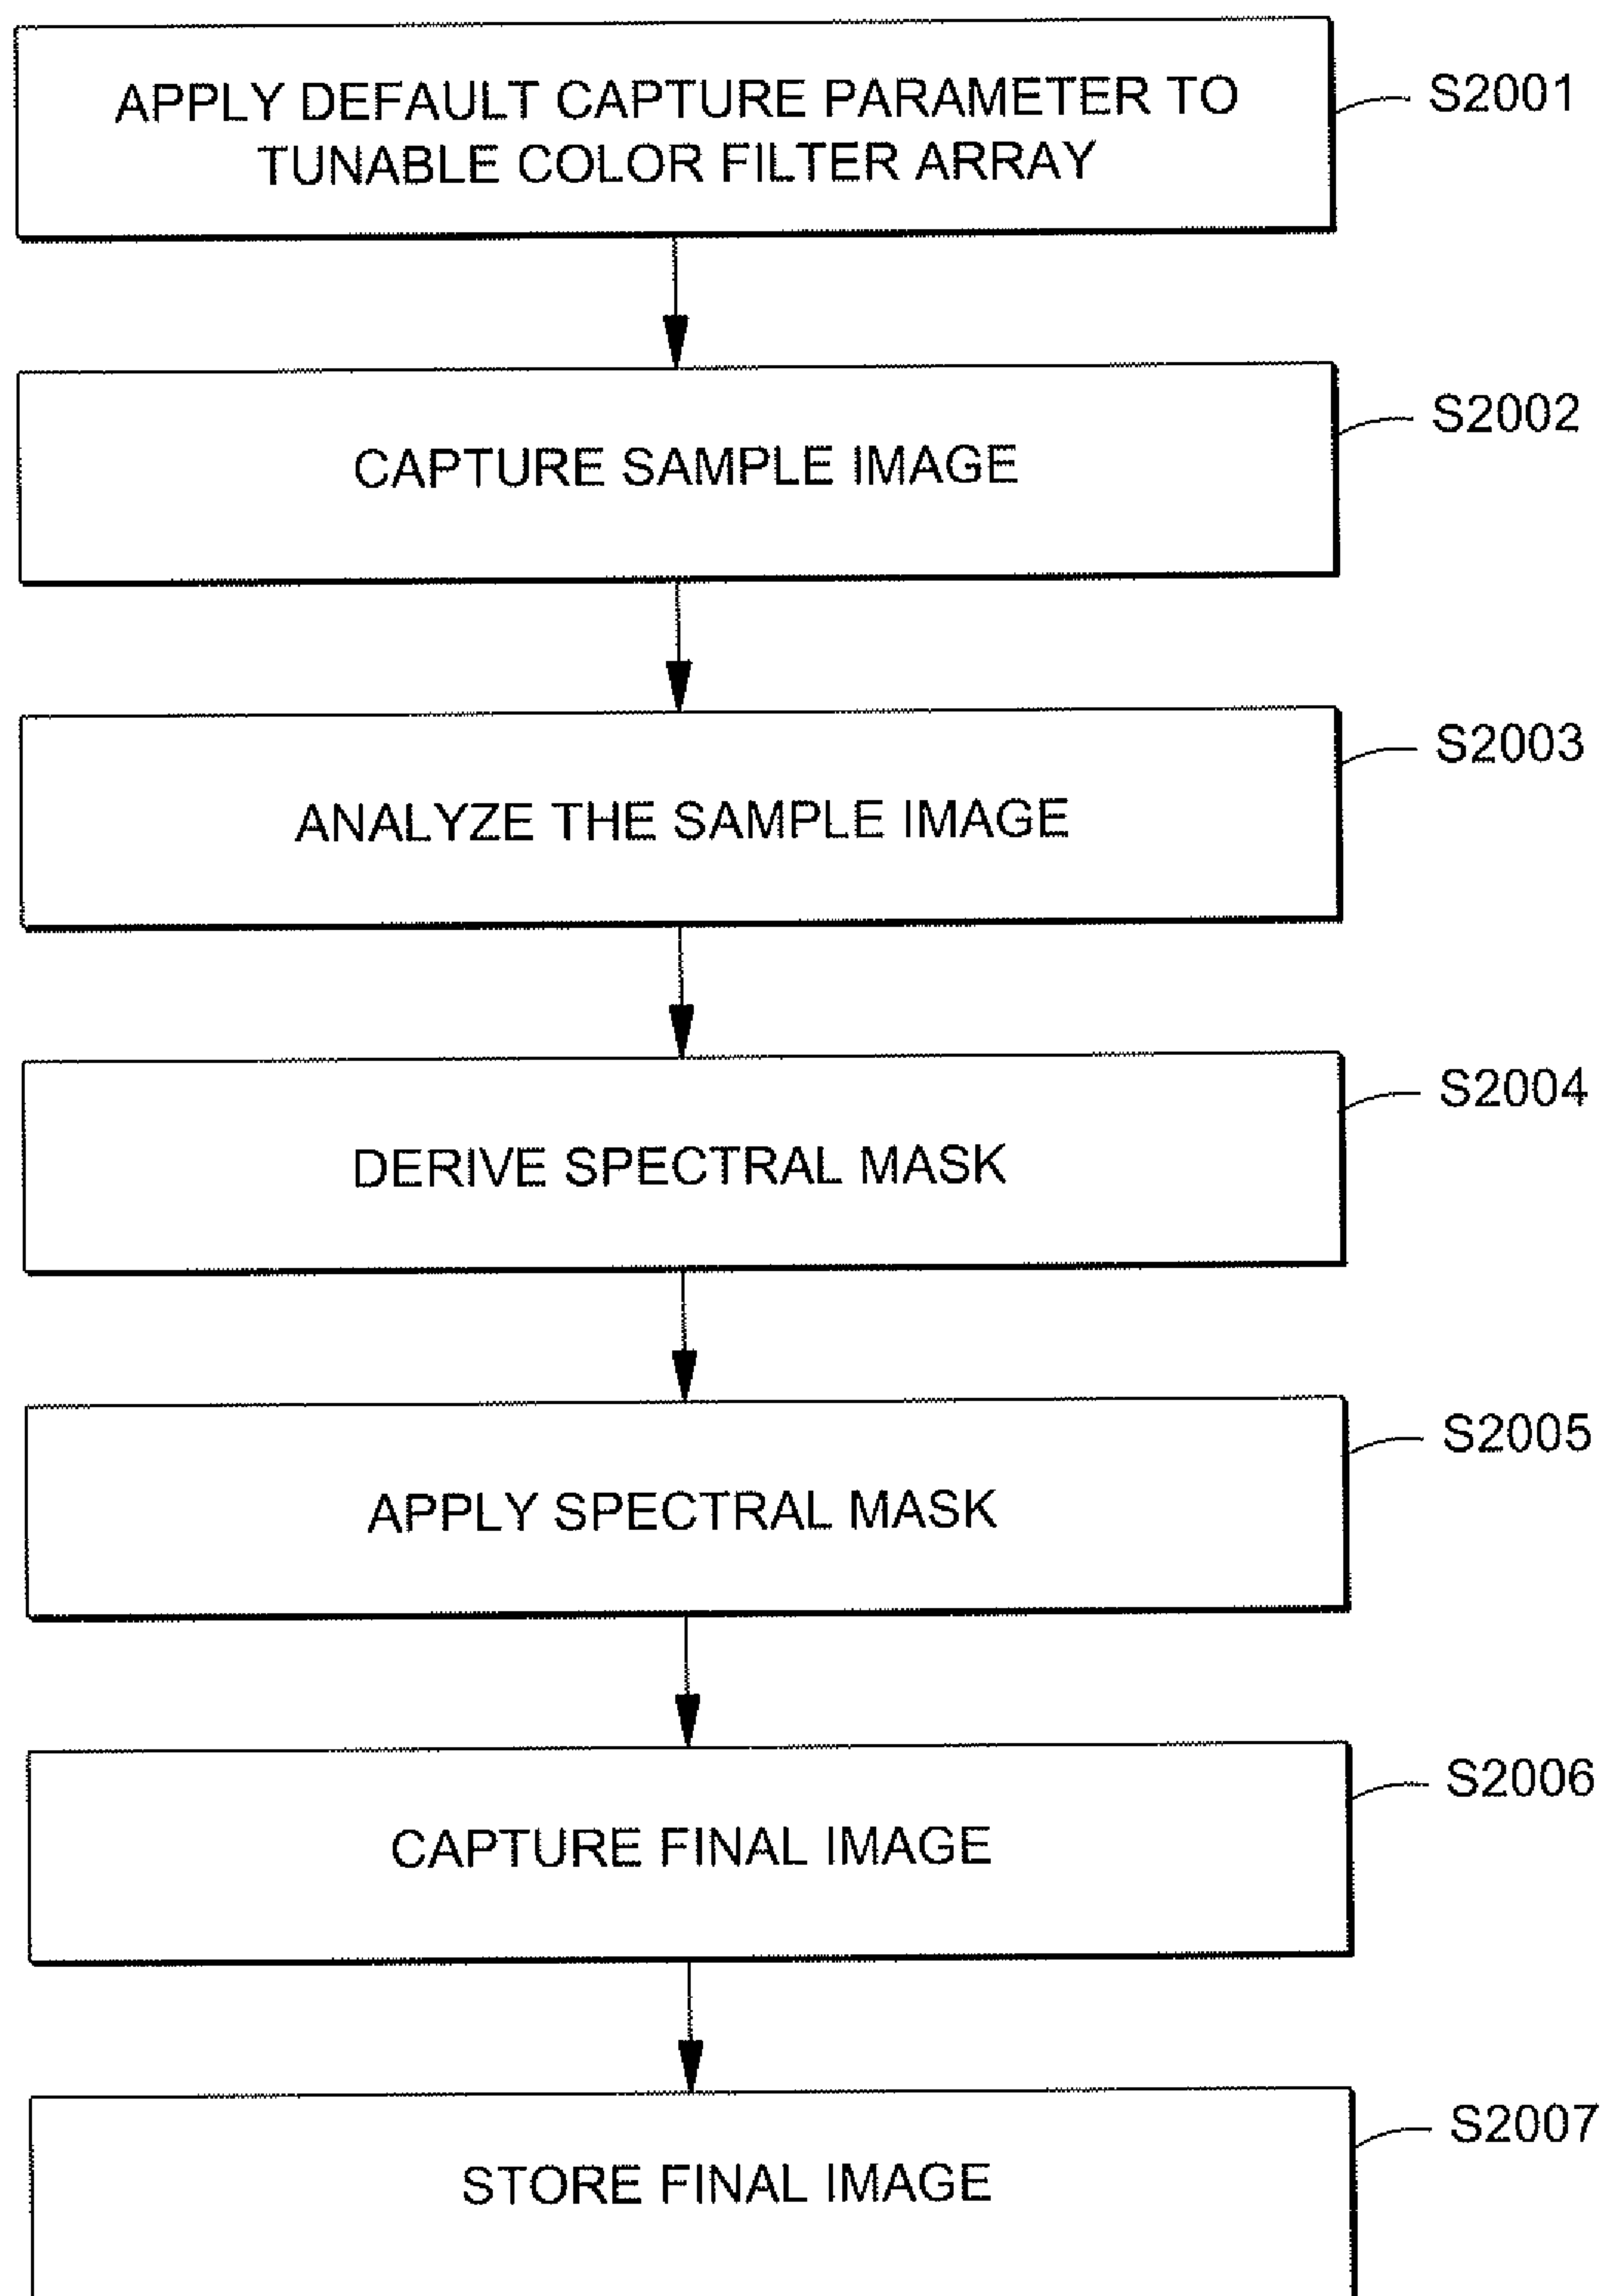 APPLY DEFAULT CAPTURE PARAMETER TO
TUNABLE COLOR FILTER ARRAY
S2001
CAPTURE SAMPLE IMAGE
S2002
ANALYZE THE SAMPLE IMAGE
S2003
DERIVE SPECTRAL MASK
S2004
APPLY SPECTRAL MASK
S2005
CAPTURE FINAL IMAGE
S2006
STORE FINAL IMAGE
S2007